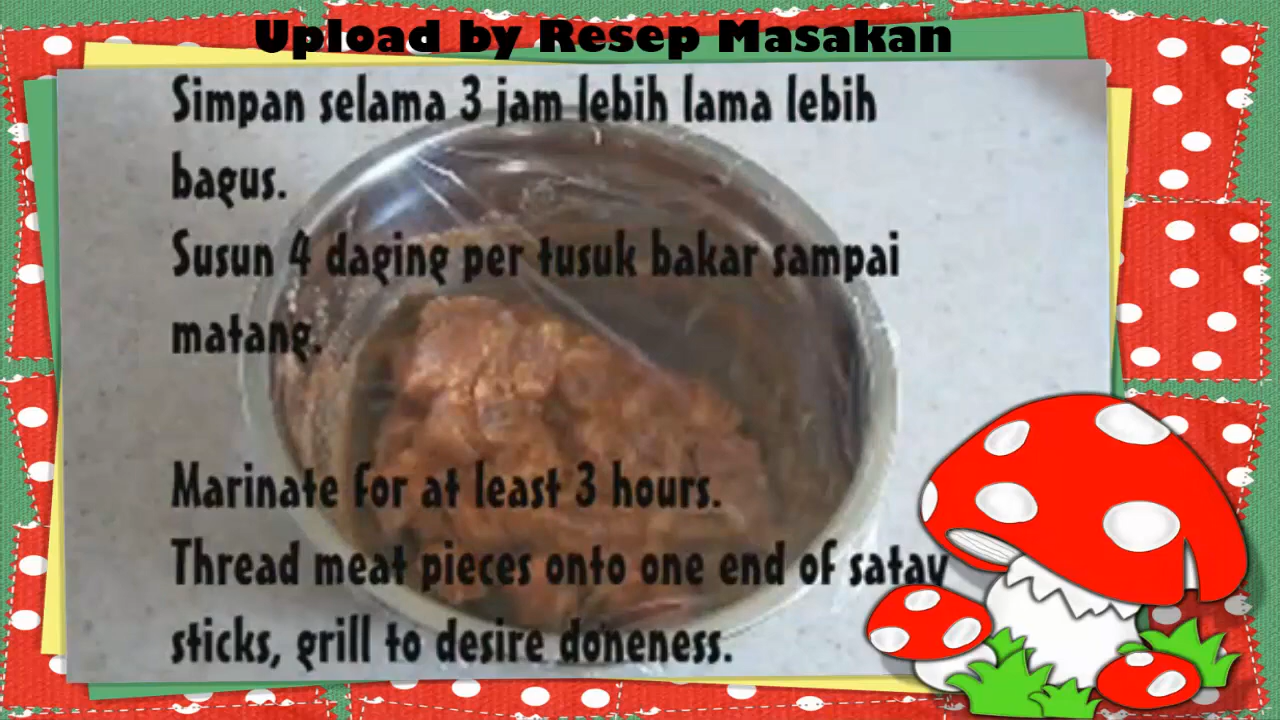 Upload by Resep Masakan
Simpan selama 3 jam lebih lama lebih
bagus.
Susun 4 daging per tusuk bakar sampai
matang.
Marinate for at least 3 hours.
Thread meat pieces onto one end of satay
sticks, grill to desire doneness.